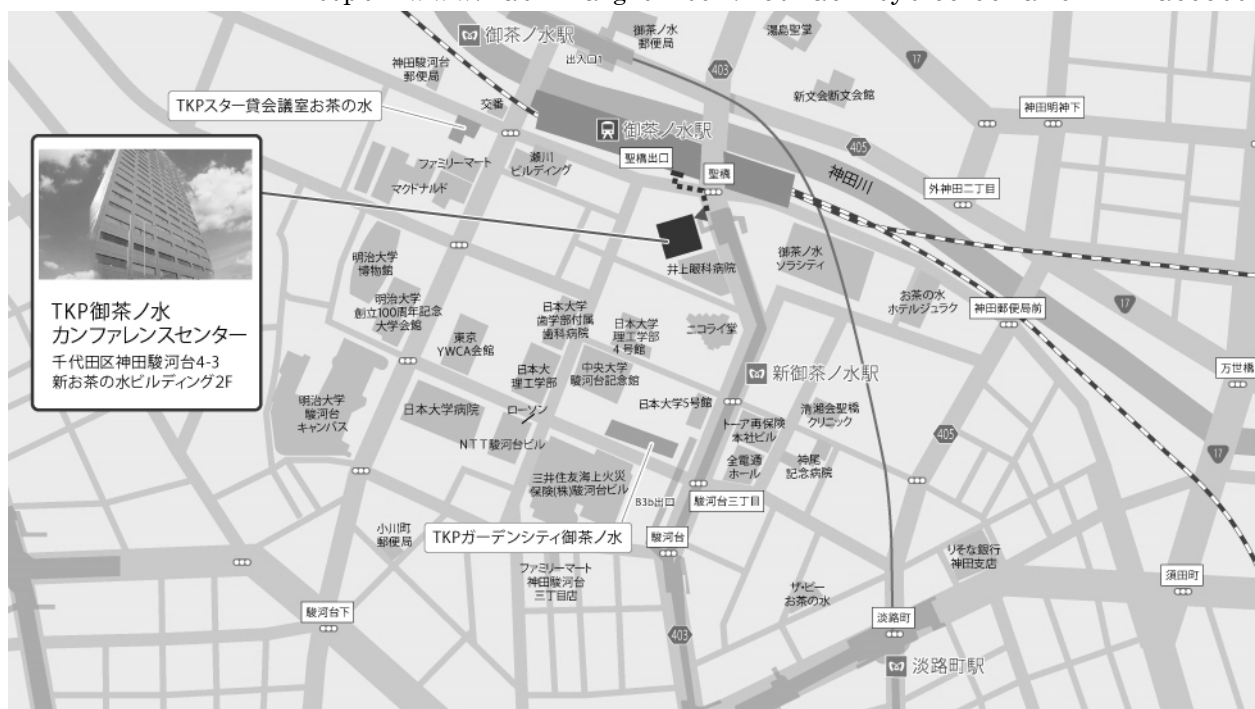 御茶ノ水駅
御茶ノ水
郵便局
湯島聖堂
17
出入口1
403
神田駿河台
郵便局
新文会断文会館
神田明神下
TKPスター貸会議室お茶の水
交番
御茶ノ水駅
405
聖橋出口
聖橋
神田川
外神田二丁目
瀬川
ビルディング
ファミリーマート
マクドナルド
明治大学
博物館
井上眼科病院
御茶ノ水
ソラシティ
お茶の水
ホテルジュラク
神田郵便局前
17
TKP御茶ノ水
カンファレンスセンター
千代田区神田駿河台4-3
新お茶の水ビルディング2F
明治大学
創立100周年記念
大学会館
日本大学
歯学部付属
歯科病院
日本大学
理工学部
4号館
ニコライ堂
東京
YWCA会館
日本大
理工学部
中央大学
駿河台記念館
新御茶ノ水駅
万世橋
明治大学
駿河台
キャンパス
日本大学病院
ローソン
日本大学5号館
トーア再保険
本社ビル
清湘会聖橋
クリニック
405
17
NTT駿河台ビル
全電通
ホール
神尾
記念病院
三井住友海上火災
保険(株)駿河台ビル
B3b出口
駿河台三丁目
小川町
郵便局
TKPガーデンシティ御茶ノ水
駿河台
りそな銀行
神田支店
ファミリーマート
神田駿河台
三丁目店
ザ・ビー
お茶の水
須田町
駿河台下
403
淡路町
淡路町駅